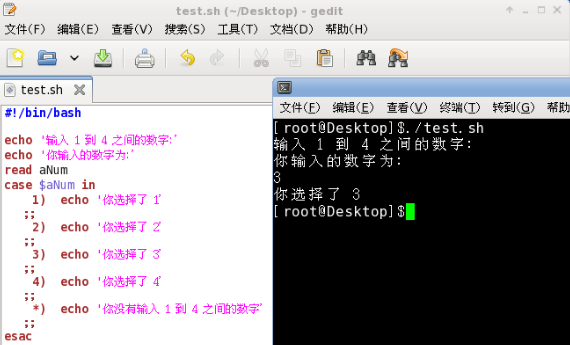 test.sh (~/Desktop) - gedit
文件(F) 编辑(E) 查看(V) 搜索(S) 工具(T) 文档(D) 帮助(H)
test.sh
#!/bin/bash
echo '输入 1 到 4 之间的数字:'
echo '你输入的数字为:'
read aNum
case $aNum in
1) echo '你选择了 1'
;;
2) echo '你选择了 2'
;;
3) echo '你选择了 3'
;;
4) echo '你选择了 4'
;;
*) echo '你没有输入 1 到 4 之间的数字'
;;
esac
文件(F) 编辑(E) 查看(V) 终端(T) 转到(G) 帮助
[root@Desktop]$./test.sh
输入 1 到 4 之间的数字:
你输入的数字为:
3
你选择了 3
[root@Desktop]$